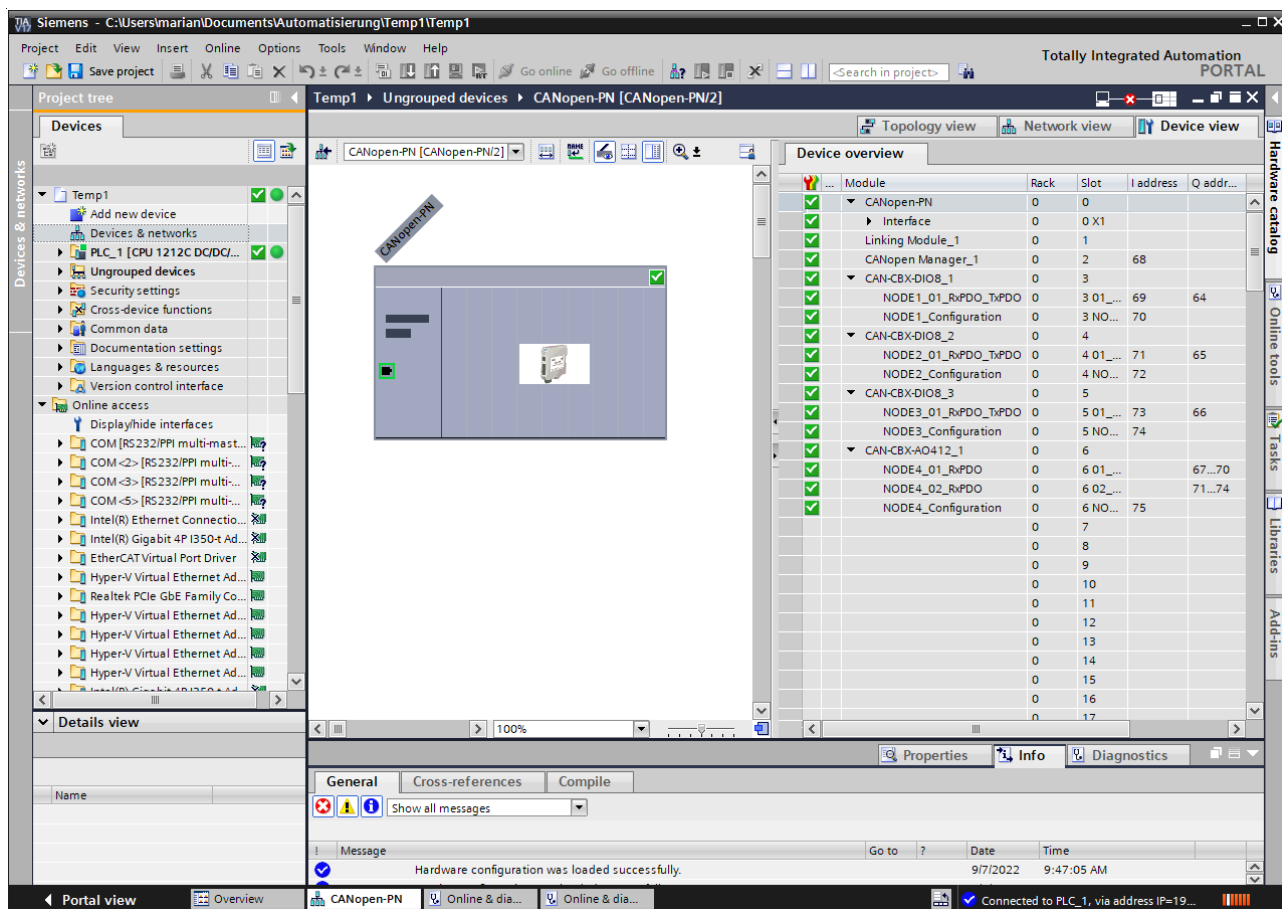 Siemens - C:\Users\marian\Documents\Automatisierung\Temp1\Temp1
Project Edit View Insert Online Options Tools Window Help
Totally Integrated Automation
PORTAL
Save project Go online Go offline <Search in project>
Project tree
Temp1 Ungrouped devices CANopen-PN [CANopen-PN/2]
Devices
Topology view Network view Device view
CANopen-PN [CANopen-PN/2]
Device overview
Devices & networks
Temp1
Add new device
Devices & networks
PLC_1 [CPU 1212C DC/DC/...
Ungrouped devices
Security settings
Cross-device functions
Common data
Documentation settings
Languages & resources
Version control interface
Online access
Display/hide interfaces
COM [RS232/PPI multi-mast...
COM <2> [RS232/PPI multi-...
COM <3> [RS232/PPI multi-...
COM <5> [RS232/PPI multi-...
Intel(R) Ethernet Connectio...
Intel(R) Gigabit 4P I350-t Ad...
EtherCAT Virtual Port Driver
Hyper-V Virtual Ethernet Ad...
Realtek PCIe GbE Family Co...
Hyper-V Virtual Ethernet Ad...
Hyper-V Virtual Ethernet Ad...
Hyper-V Virtual Ethernet Ad...
Hyper-V Virtual Ethernet Ad...
Intel(R) Gigabit 4P I350-t Ad...
CANopen-PN
... Module Rack Slot I address Q addr...
CANopen-PN 0 0
Interface 0 0 X1
Linking Module_1 0 1
CANopen Manager_1 0 2 68
CAN-CBX-DIO8_1 0 3
NODE1_01_RxPDO_TxPDO 0 3 01_... 69 64
NODE1_Configuration 0 3 NO... 70
CAN-CBX-DIO8_2 0 4
NODE2_01_RxPDO_TxPDO 0 4 01_... 71 65
NODE2_Configuration 0 4 NO... 72
CAN-CBX-DIO8_3 0 5
NODE3_01_RxPDO_TxPDO 0 5 01_... 73 66
NODE3_Configuration 0 5 NO... 74
CAN-CBX-AO412_1 0 6
NODE4_01_RxPDO 0 6 01_... 67...70
NODE4_02_RxPDO 0 6 02_... 71...74
NODE4_Configuration 0 6 NO... 75
0 7
0 8
0 9
0 10
0 11
0 12
0 13
0 14
0 15
0 16
0 17
Hardware catalog
Online tools
Tasks
Libraries
Add-ins
Details view
Name
100%
Properties Info Diagnostics
General Cross-references Compile
Show all messages
! Message Go to ? Date Time
Hardware configuration was loaded successfully. 9/7/2022 9:47:05 AM
Portal view Overview CANopen-PN Online & dia... Online & dia... Connected to PLC_1, via address IP=19...